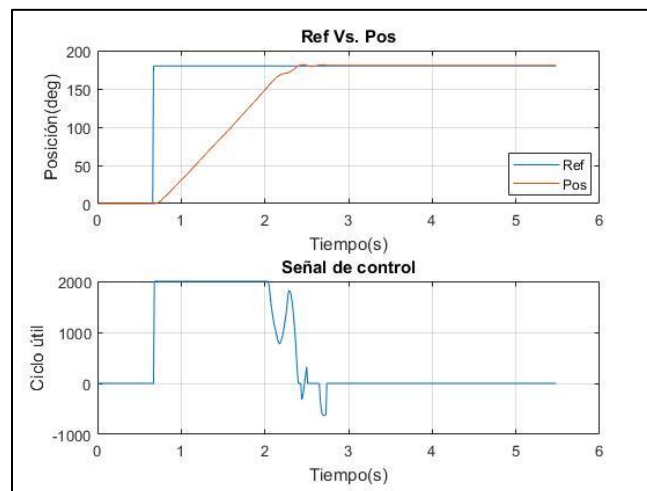 Ref Vs. Pos
200
150
100
50
0
Posición(deg)
Ref
Pos
0 1 2 3 4 5 6
Tiempo(s)
Señal de control
2000
1000
0
-1000
Ciclo útil
0 1 2 3 4 5 6
Tiempo(s)